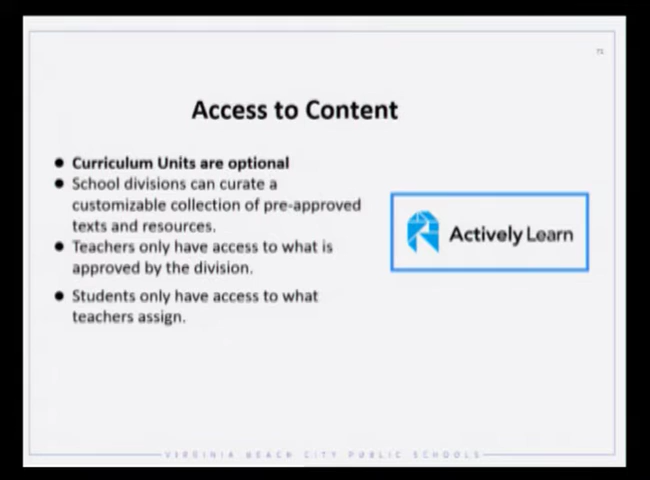 Access to Content
● Curriculum Units are optional
● School divisions can curate a
customizable collection of pre-approved
texts and resources.
● Teachers only have access to what is
approved by the division.
● Students only have access to what
teachers assign.
Actively Learn
VIRGINIA BEACH CITY PUBLIC SCHOOLS